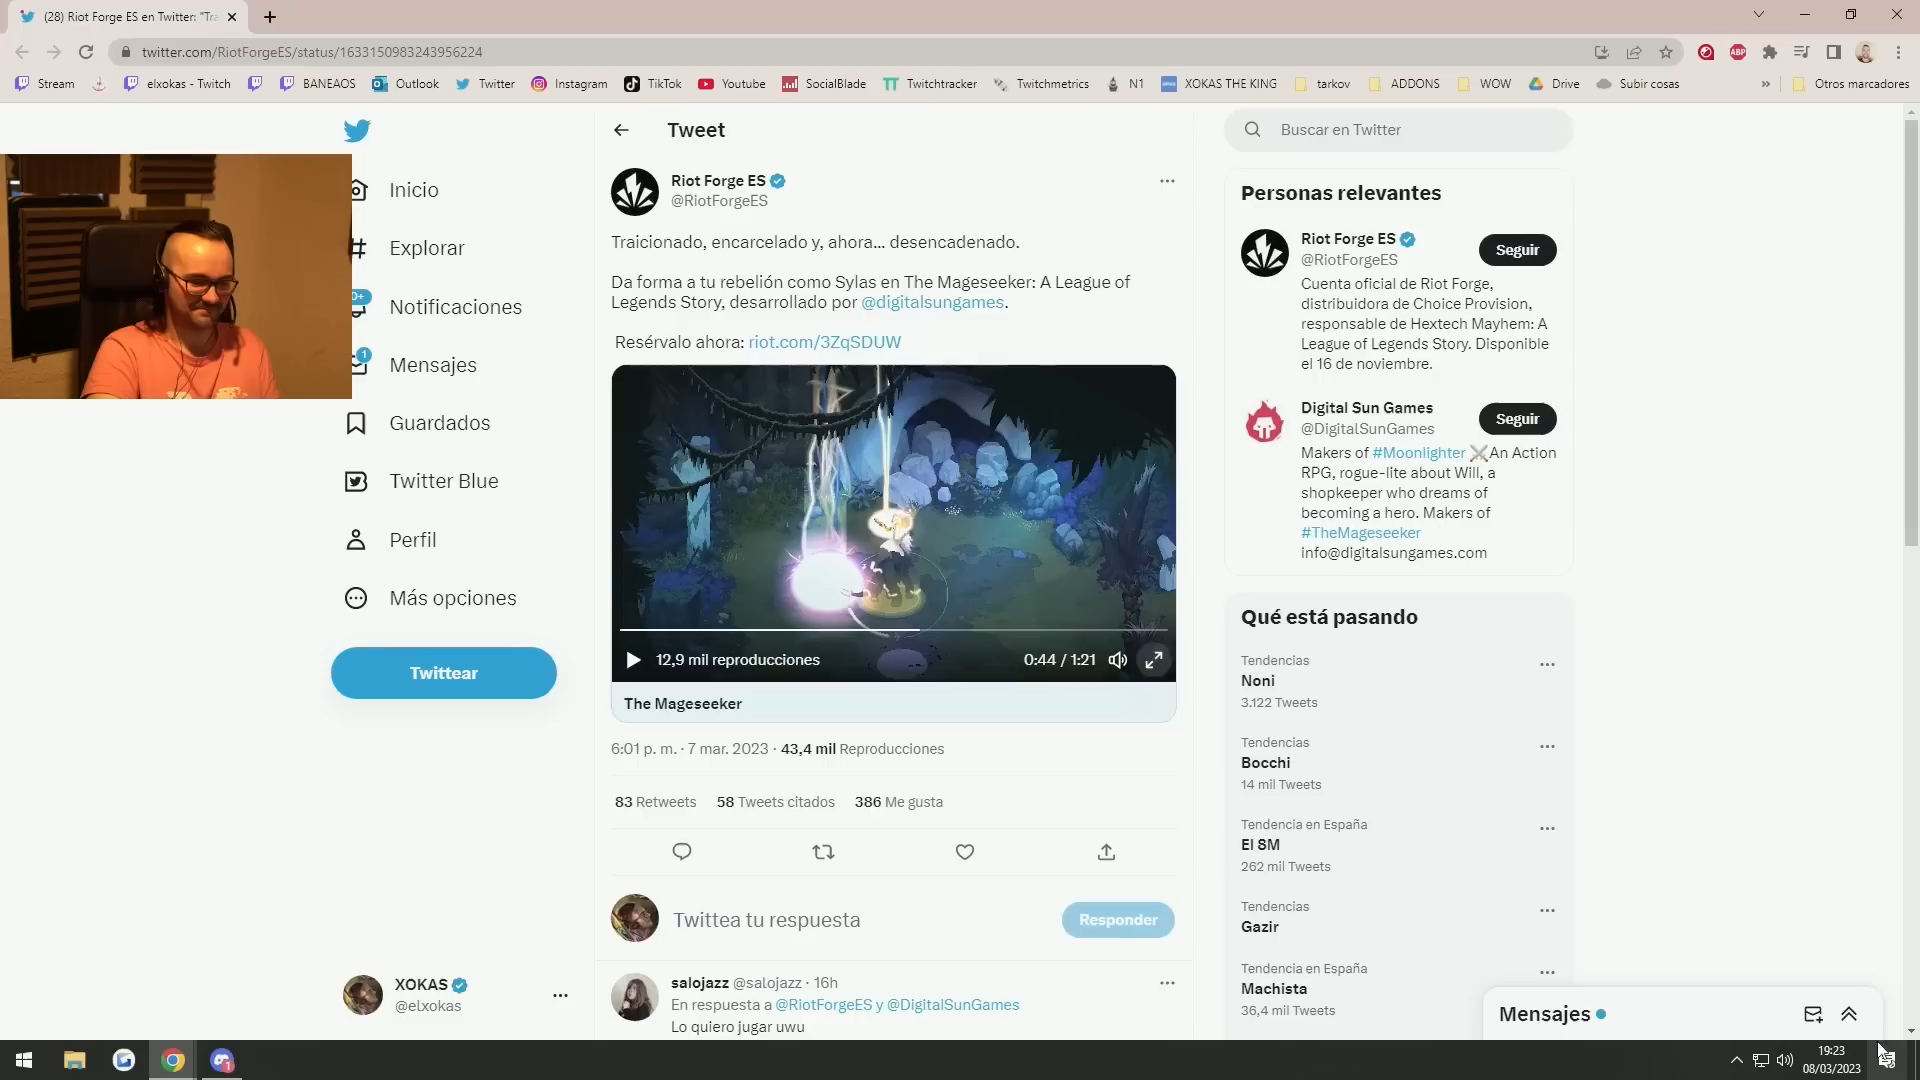 (28) Riot Forge ES en Twitter: "Tra
twitter.com/RiotForgeES/status/1633150983243956224
ABP
Stream
elxokas - Twitch
BANEAOS
Outlook
Twitter
Instagram
TikTok
Youtube
SocialBlade
Twitchtracker
Twitchmetrics
N1
XOKAS THE KING
tarkov
ADDONS
WOW
Drive
Subir cosas
»
Otros marcadores
Inicio
Explorar
0+
Notificaciones
1
Mensajes
Guardados
Twitter Blue
Perfil
Más opciones
Twittear
XOKAS
@elxokas
Tweet
Riot Forge ES
@RiotForgeES
Traicionado, encarcelado y, ahora... desencadenado.
Da forma a tu rebelión como Sylas en The Mageseeker: A League of
Legends Story, desarrollado por @digitalsungames.
Resérvalo ahora: riot.com/3ZqSDUW
12,9 mil reproducciones
0:44 / 1:21
The Mageseeker
6:01 p. m. · 7 mar. 2023 · 43,4 mil Reproducciones
83 Retweets 58 Tweets citados 386 Me gusta
Twittea tu respuesta
Responder
salojazz @salojazz · 16h
En respuesta a @RiotForgeES y @DigitalSunGames
Lo quiero jugar uwu
Buscar en Twitter
Personas relevantes
Riot Forge ES
@RiotForgeES
Seguir
Cuenta oficial de Riot Forge,
distribuidora de Choice Provision,
responsable de Hextech Mayhem: A
League of Legends Story. Disponible
el 16 de noviembre.
Digital Sun Games
@DigitalSunGames
Seguir
Makers of #Moonlighter ⚔An Action
RPG, rogue-lite about Will, a
shopkeeper who dreams of
becoming a hero. Makers of
#TheMageseeker
info@digitalsungames.com
Qué está pasando
Tendencias
Noni
3.122 Tweets
Tendencias
Bocchi
14 mil Tweets
Tendencia en España
El SM
262 mil Tweets
Tendencias
Gazir
Tendencia en España
Machista
36,4 mil Tweets
Mensajes
1
19:23
08/03/2023